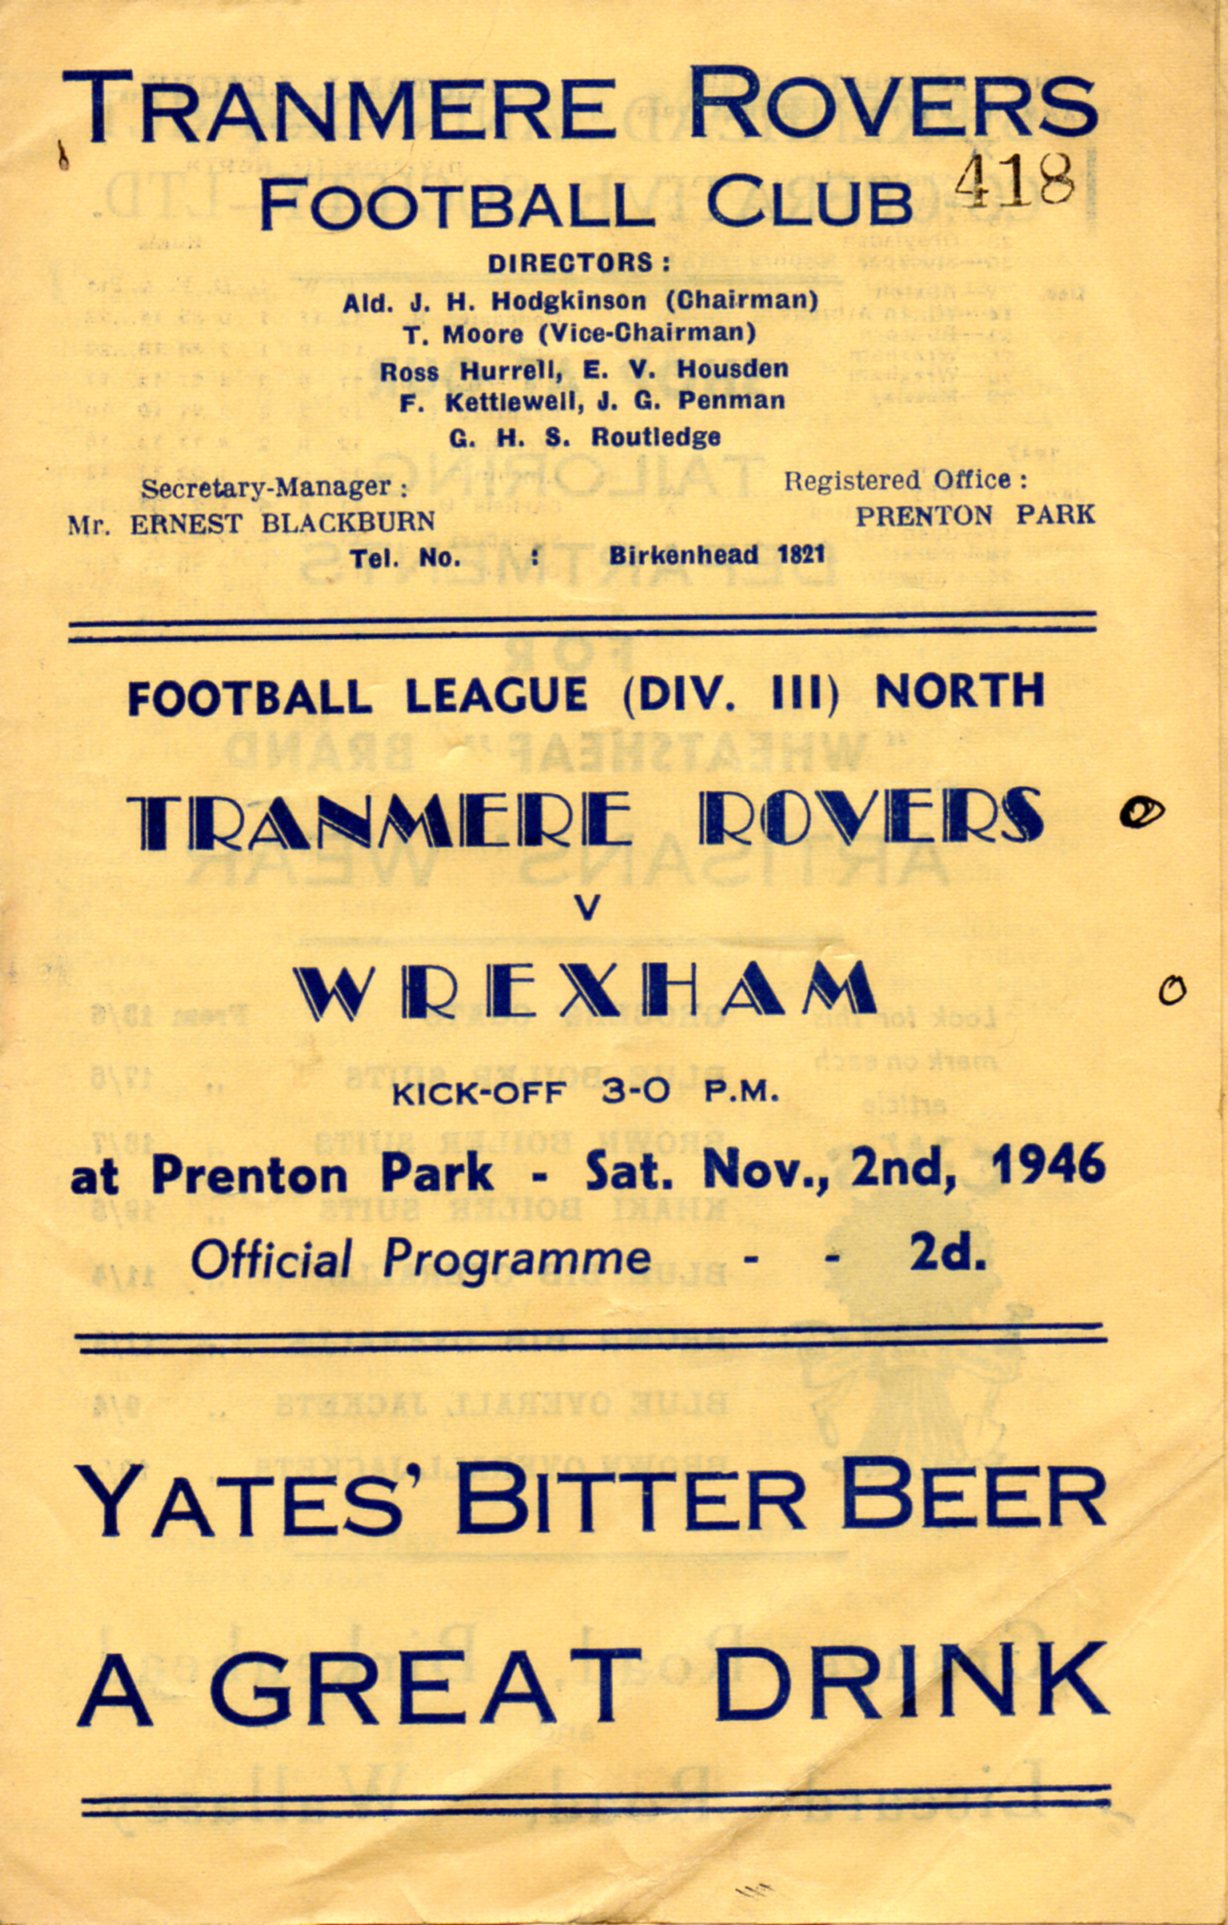 TRANMERE ROVERS
FOOTBALL CLUB
418
DIRECTORS :
Ald. J. H. Hodgkinson (Chairman)
T. Moore (Vice-Chairman)
Ross Hurrell, E. V. Housden
F. Kettlewell, J. G. Penman
G. H. S. Routledge
Secretary-Manager : Registered Office :
Mr. ERNEST BLACKBURN PRENTON PARK
Tel. No. : Birkenhead 1821
FOOTBALL LEAGUE (DIV. III) NORTH
TRANMERE ROVERS 0
v
WREXHAM 0
KICK-OFF 3-0 P.M.
at Prenton Park - Sat. Nov., 2nd, 1946
Official Programme - - 2d.
YATES' BITTER BEER
A GREAT DRINK